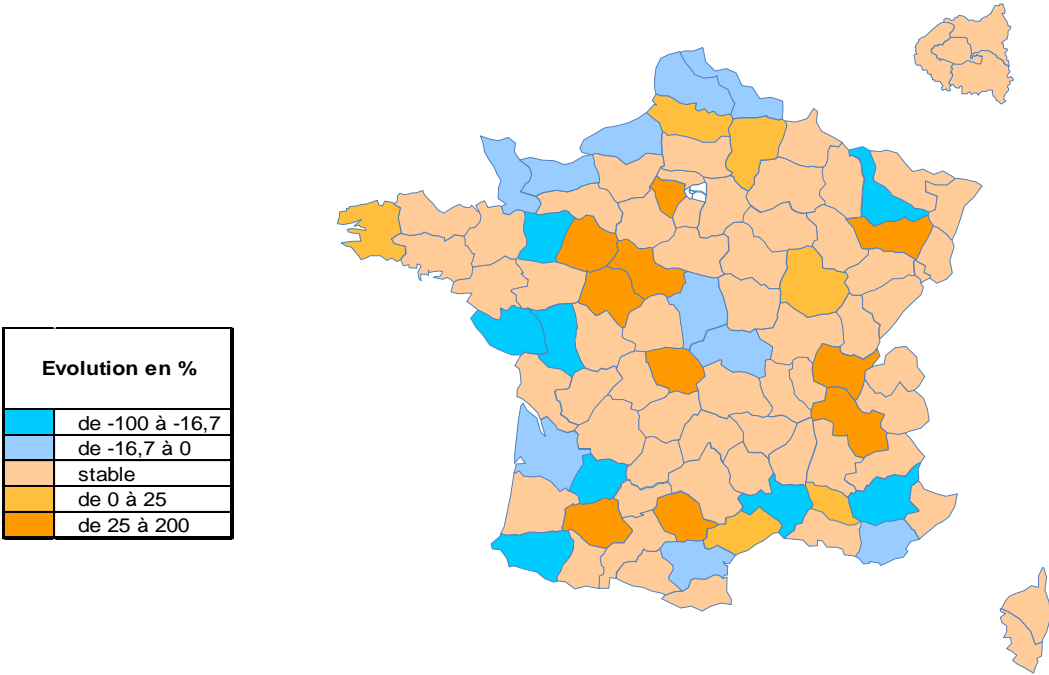 Evolution en %
de -100 à -16,7
de -16,7 à 0
stable
de 0 à 25
de 25 à 200